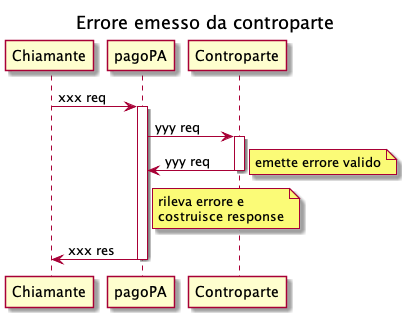 Errore emesso da controparte
Chiamante pagoPA Controparte
xxx req
yyy req
yyy req
emette errore valido
rileva errore e
costruisce response
xxx res
Chiamante pagoPA Controparte